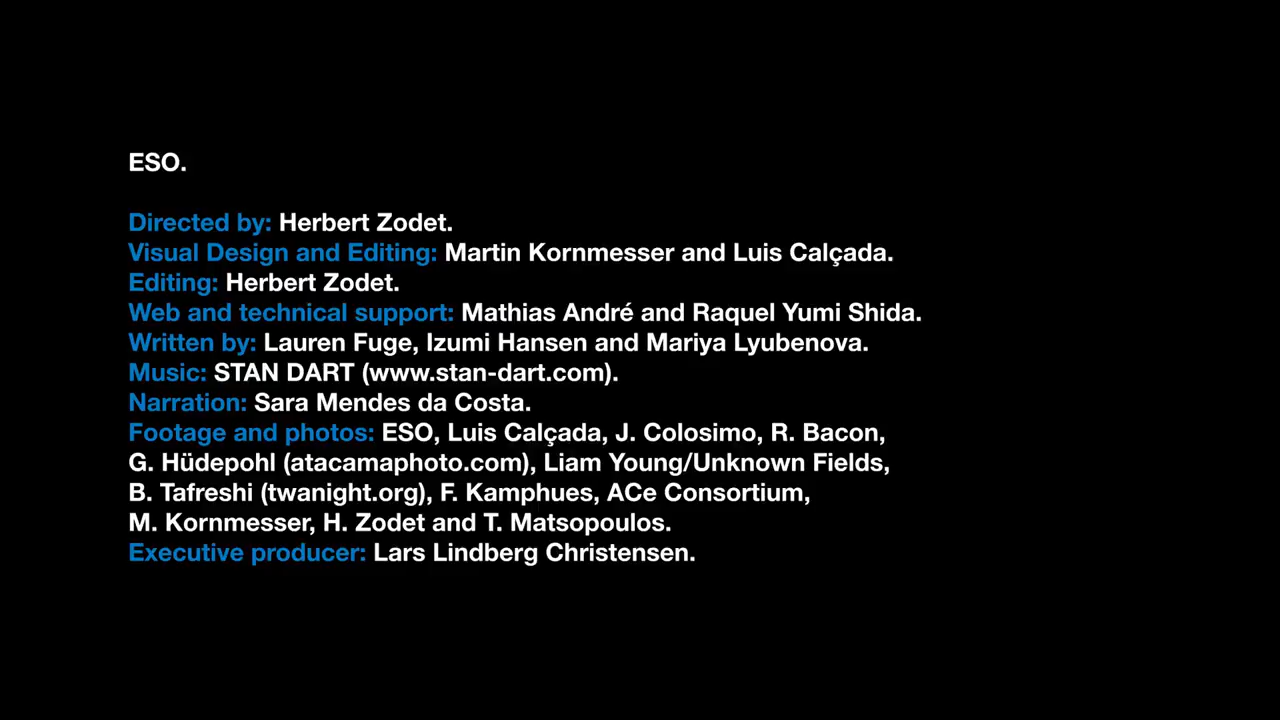 ESO.
Directed by: Herbert Zodet.
Visual Design and Editing: Martin Kornmesser and Luis Calçada.
Editing: Herbert Zodet.
Web and technical support: Mathias André and Raquel Yumi Shida.
Written by: Lauren Fuge, Izumi Hansen and Mariya Lyubenova.
Music: STAN DART (www.stan-dart.com).
Narration: Sara Mendes da Costa.
Footage and photos: ESO, Luis Calçada, J. Colosimo, R. Bacon,
G. Hüdepohl (atacamaphoto.com), Liam Young/Unknown Fields,
B. Tafreshi (twanight.org), F. Kamphues, ACe Consortium,
M. Kornmesser, H. Zodet and T. Matsopoulos.
Executive producer: Lars Lindberg Christensen.